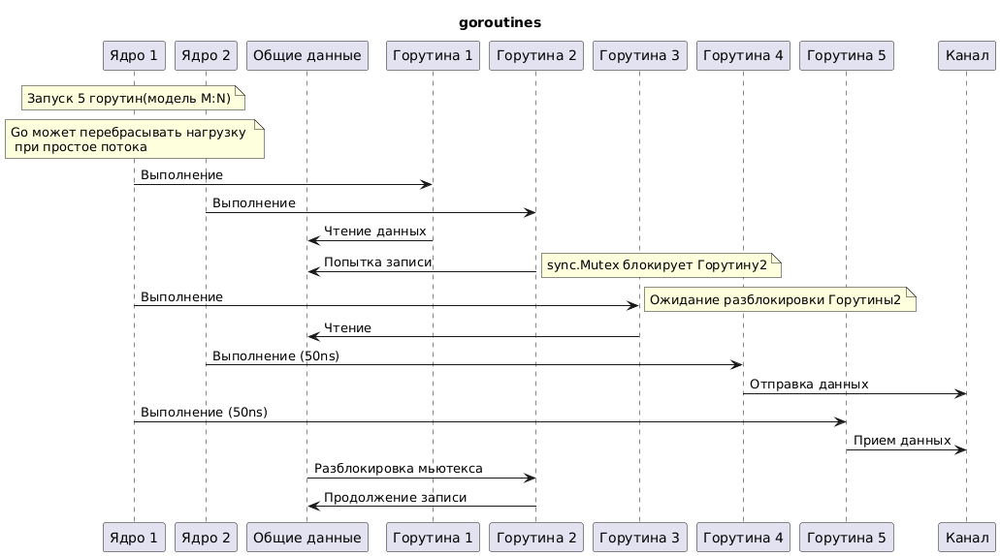 goroutines
Ядро 1
Ядро 2
Общие данные
Горутина 1
Горутина 2
Горутина 3
Горутина 4
Горутина 5
Канал
Запуск 5 горутин(модель M:N)
Go может перебрасывать нагрузку
при простое потока
Выполнение
Выполнение
Чтение данных
Попытка записи
sync.Mutex блокирует Горутину2
Выполнение
Ожидание разблокировки Горутины2
Чтение
Выполнение (50ns)
Отправка данных
Выполнение (50ns)
Прием данных
Разблокировка мьютекса
Продолжение записи
Ядро 1
Ядро 2
Общие данные
Горутина 1
Горутина 2
Горутина 3
Горутина 4
Горутина 5
Канал